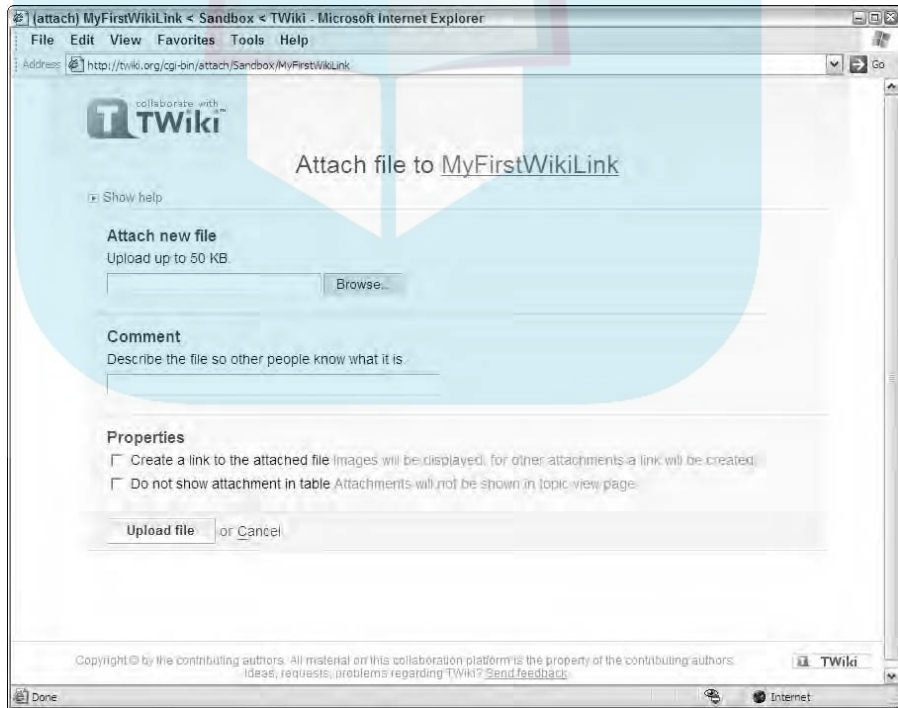 (attach) MyFirstWikiLink < Sandbox < TWiki - Microsoft Internet Explorer
File Edit View Favorites Tools Help
Address http://twiki.org/cgi-bin/attach/Sandbox/MyFirstWikiLink Go
collaborate with
TWiki™
Attach file to MyFirstWikiLink
Show help
Attach new file
Upload up to 50 KB.
Browse...
Comment
Describe the file so other people know what it is.
Properties
Create a link to the attached file Images will be displayed, for other attachments a link will be created.
Do not show attachment in table Attachments will not be shown in topic view page.
Upload file or Cancel
Copyright © by the contributing authors. All material on this collaboration platform is the property of the contributing authors.
Ideas, requests, problems regarding TWiki? Send feedback
TWiki
Done Internet